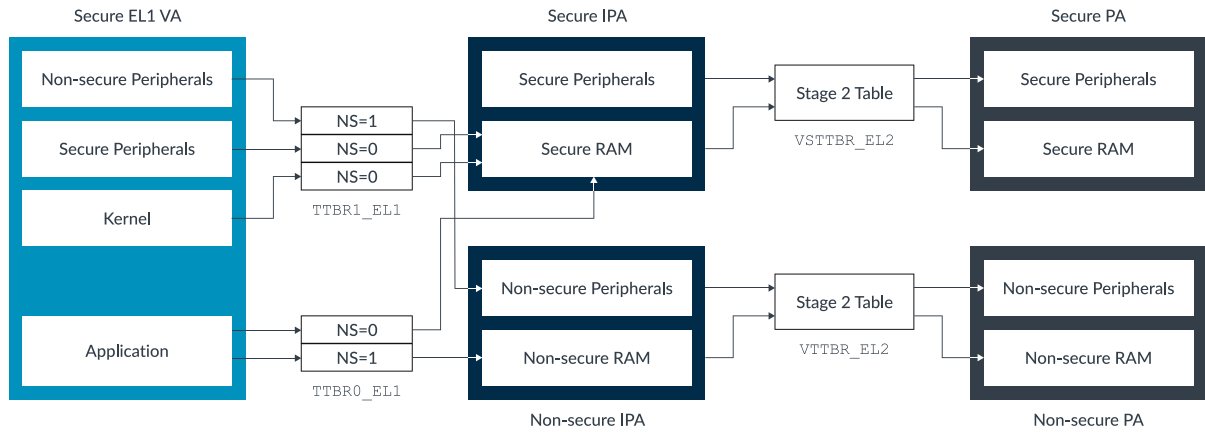 Secure EL1 VA
Secure IPA
Secure PA
Non-secure Peripherals
Secure Peripherals
Kernel
Application
NS=1
NS=0
NS=0
TTBR1_EL1
NS=0
NS=1
TTBR0_EL1
Secure Peripherals
Secure RAM
Non-secure Peripherals
Non-secure RAM
Non-secure IPA
Stage 2 Table
VSTTBR_EL2
Stage 2 Table
VTTBR_EL2
Secure Peripherals
Secure RAM
Non-secure Peripherals
Non-secure RAM
Non-secure PA